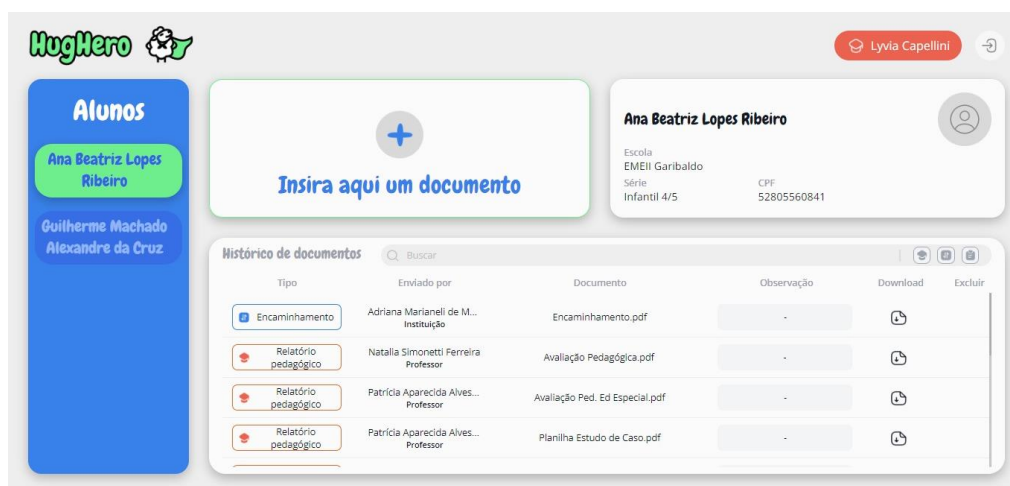 HugHero
Lyvia Capellini
Alunos
Ana Beatriz Lopes
Ribeiro
Guilherme Machado
Alexandre da Cruz
Insira aqui um documento
Ana Beatriz Lopes Ribeiro
Escola
EMEII Garibaldo
Série CPF
Infantil 4/5 52805560841
Histórico de documentos Buscar
Tipo Enviado por Documento Observação Download Excluir
Encaminhamento Adriana Marianeli de M... Encaminhamento.pdf -
Instituição
Relatório Natalia Simonetti Ferreira Avaliação Pedagógica.pdf -
pedagógico Professor
Relatório Patrícia Aparecida Alves... Avaliação Ped. Ed Especial.pdf -
pedagógico Professor
Relatório Patrícia Aparecida Alves... Planilha Estudo de Caso.pdf -
pedagógico Professor